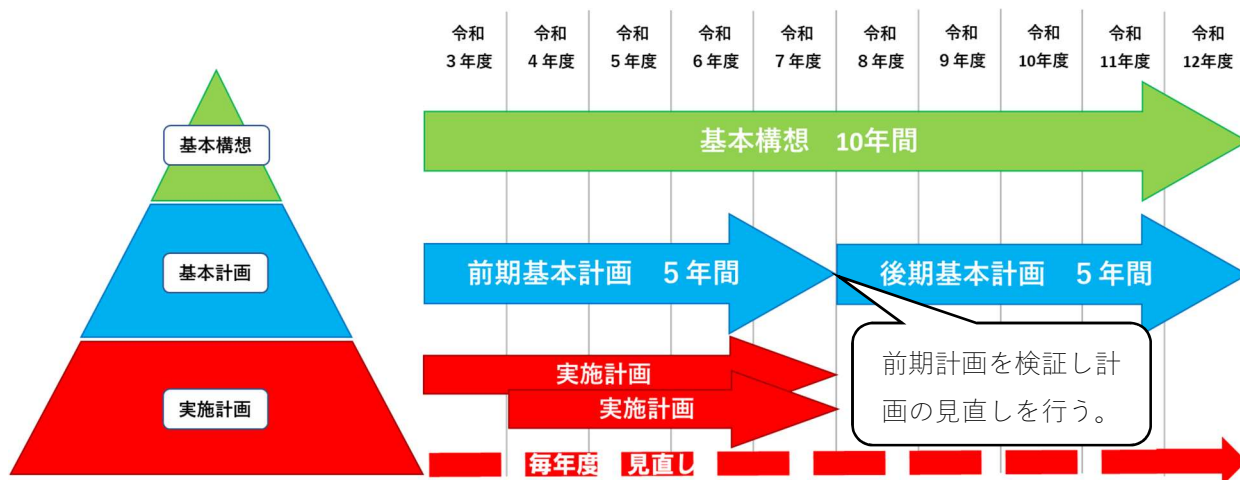 令和 令和 令和 令和 令和 令和 令和 令和 令和 令和
3年度 4年度 5年度 6年度 7年度 8年度 9年度 10年度 11年度 12年度
基本構想
基本構想 10年間
基本計画
前期基本計画 5年間
後期基本計画 5年間
前期計画を検証し計
画の見直しを行う。
実施計画
実施計画
実施計画
毎年度 見直し